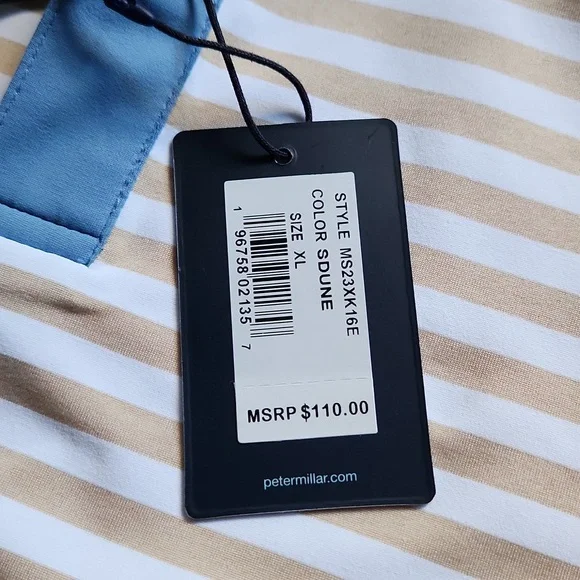 STYLE MS23XK16E
COLOR SDUNE
SIZE XL
1 96758 02135 7
MSRP $110.00
petermillar.com